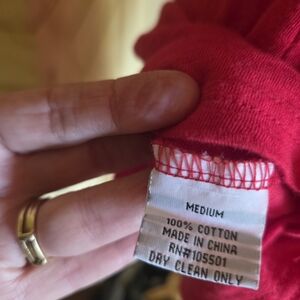 MEDIUM
100% COTTON
MADE IN CHINA
RN#105501
DRY CLEAN ONLY